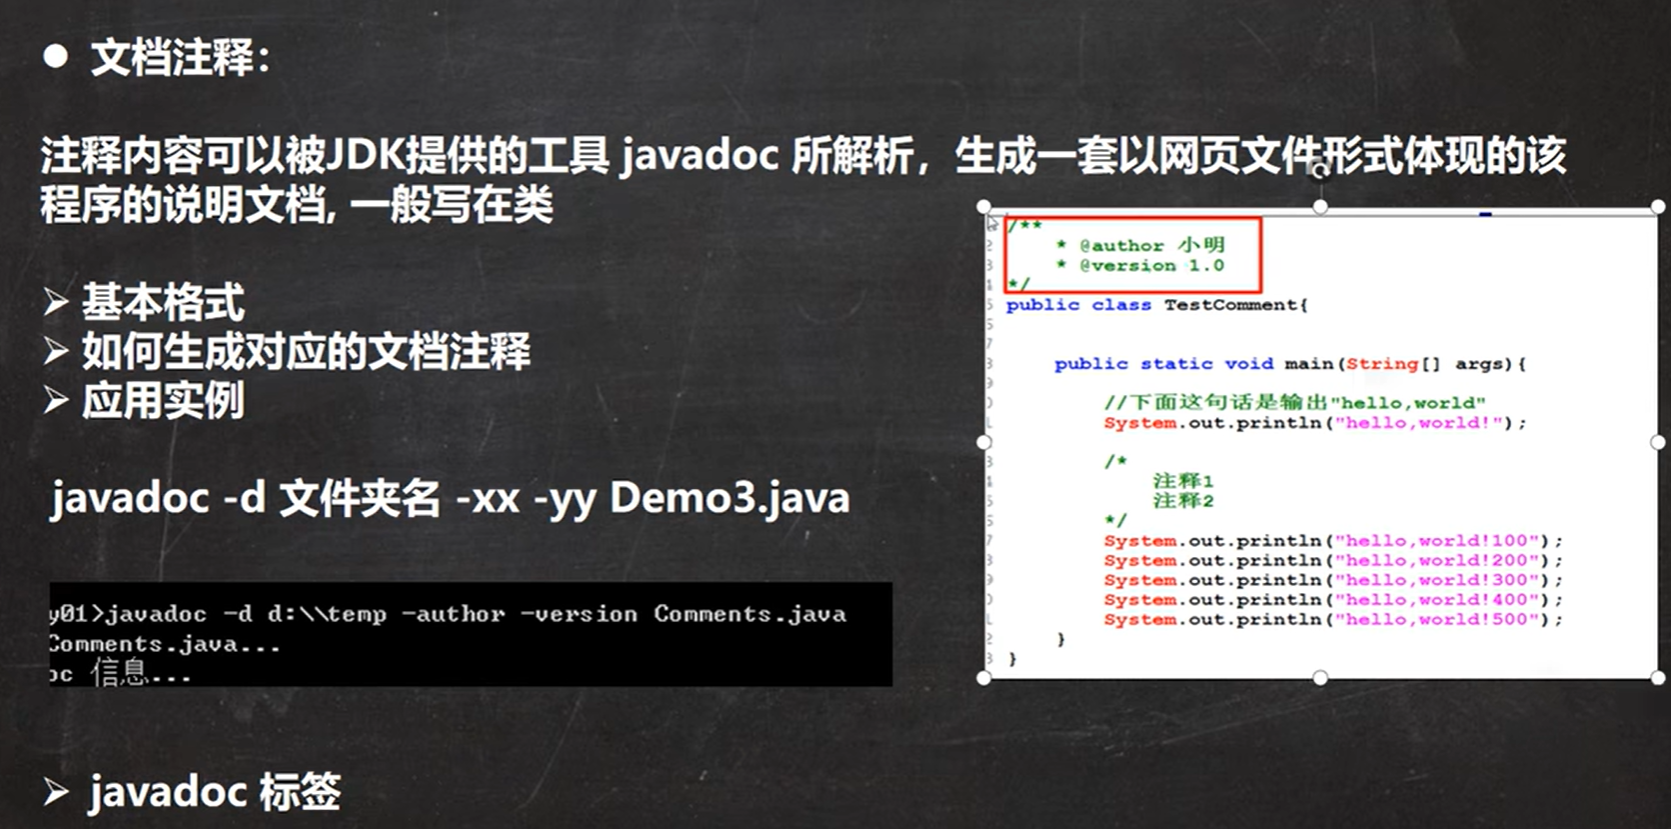 ● 文档注释：
注释内容可以被JDK提供的工具 javadoc 所解析，生成一套以网页文件形式体现的该
程序的说明文档, 一般写在类
➢ 基本格式
➢ 如何生成对应的文档注释
➢ 应用实例
javadoc -d 文件夹名 -xx -yy Demo3.java
y01>javadoc -d d:\\temp -author -version Comments.java
Comments.java...
oc 信息...
➢ javadoc 标签
/**
* @author 小明
* @version 1.0
*/
public class TestComment{
public static void main(String[] args){
//下面这句话是输出"hello,world"
System.out.println("hello,world!");
/*
注释1
注释2
*/
System.out.println("hello,world!100");
System.out.println("hello,world!200");
System.out.println("hello,world!300");
System.out.println("hello,world!400");
System.out.println("hello,world!500");
}
}